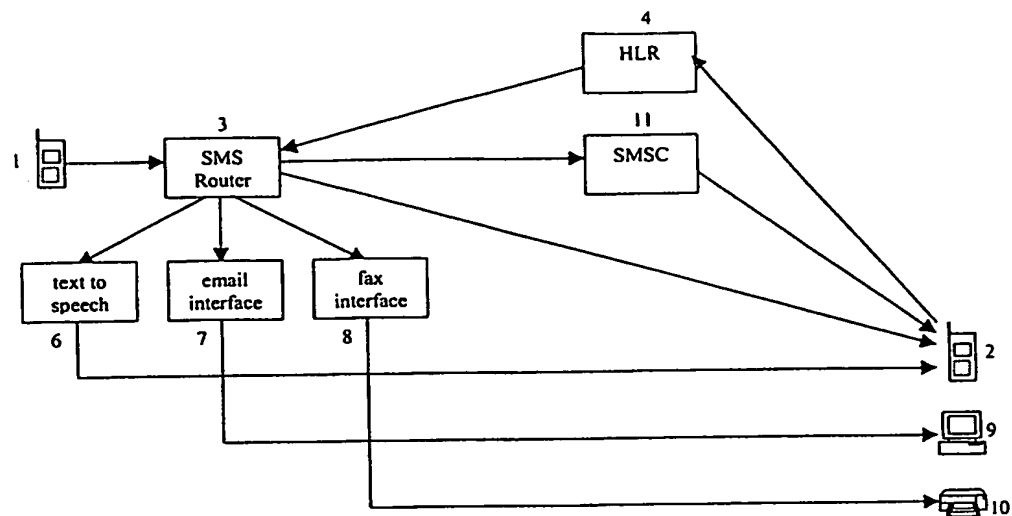 4
HLR
3
11
1
SMS
Router
SMSC
text to
speech
email
interface
fax
interface
6
7
8
2
9
10